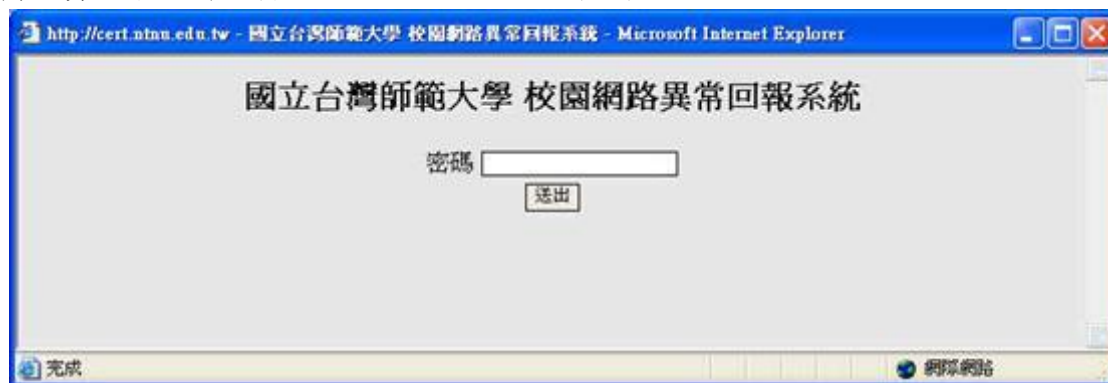 http://cert.ntnu.edu.tw - 國立台灣師範大學 校園網路異常回報系統 - Microsoft Internet Explorer
國立台灣師範大學 校園網路異常回報系統
密碼
送出
完成
網際網路